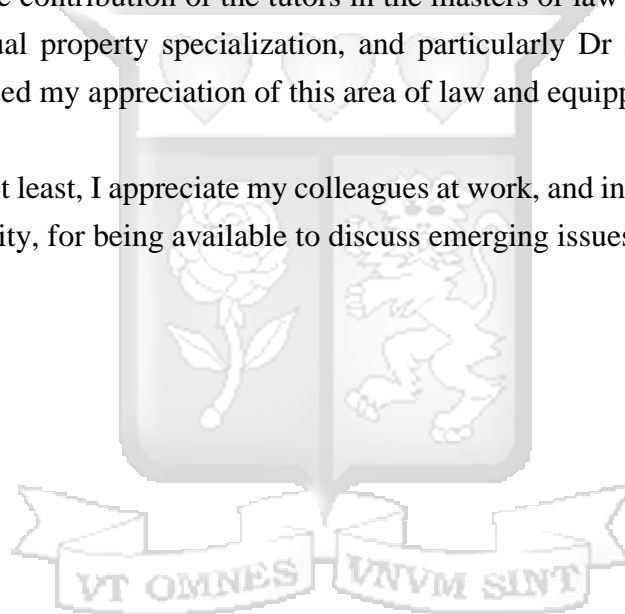 e contribution of the tutors in the masters of law
ual property specialization, and particularly Dr
ed my appreciation of this area of law and equipp
t least, I appreciate my colleagues at work, and in
ity, for being available to discuss emerging issues
VT OMNES VNVM SINT